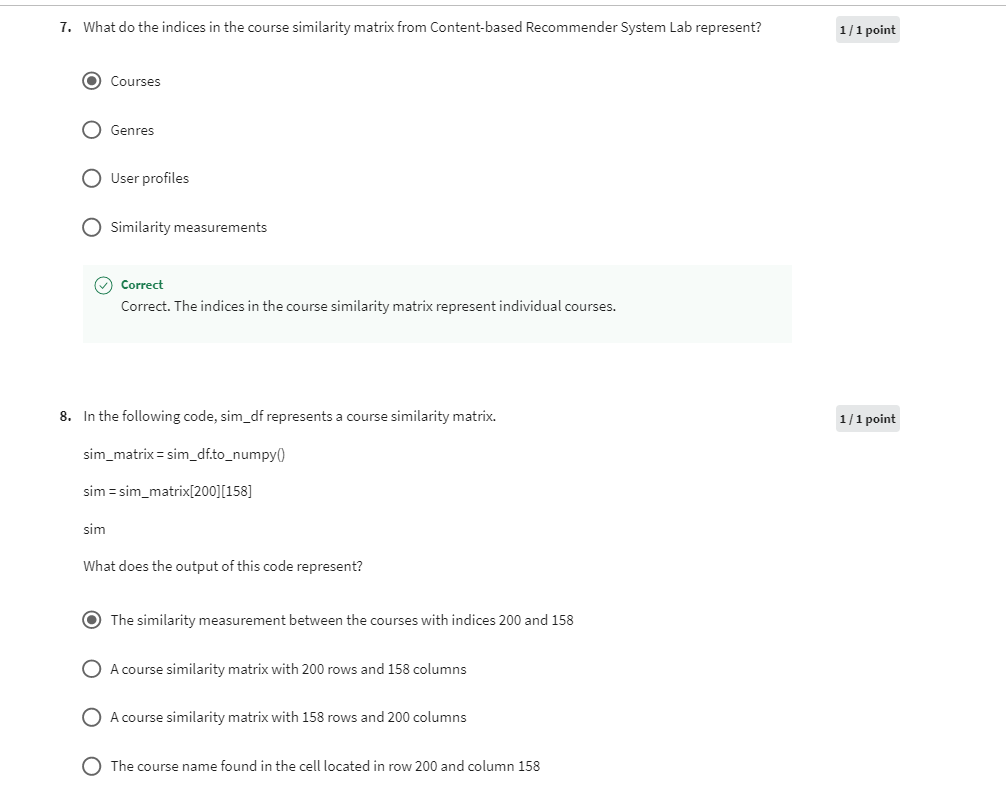 7. What do the indices in the course similarity matrix from Content-based Recommender System Lab represent?
1 / 1 point
Courses
Genres
User profiles
Similarity measurements
Correct
Correct. The indices in the course similarity matrix represent individual courses.
8. In the following code, sim_df represents a course similarity matrix.
1 / 1 point
sim_matrix = sim_df.to_numpy()
sim = sim_matrix[200][158]
sim
What does the output of this code represent?
The similarity measurement between the courses with indices 200 and 158
A course similarity matrix with 200 rows and 158 columns
A course similarity matrix with 158 rows and 200 columns
The course name found in the cell located in row 200 and column 158